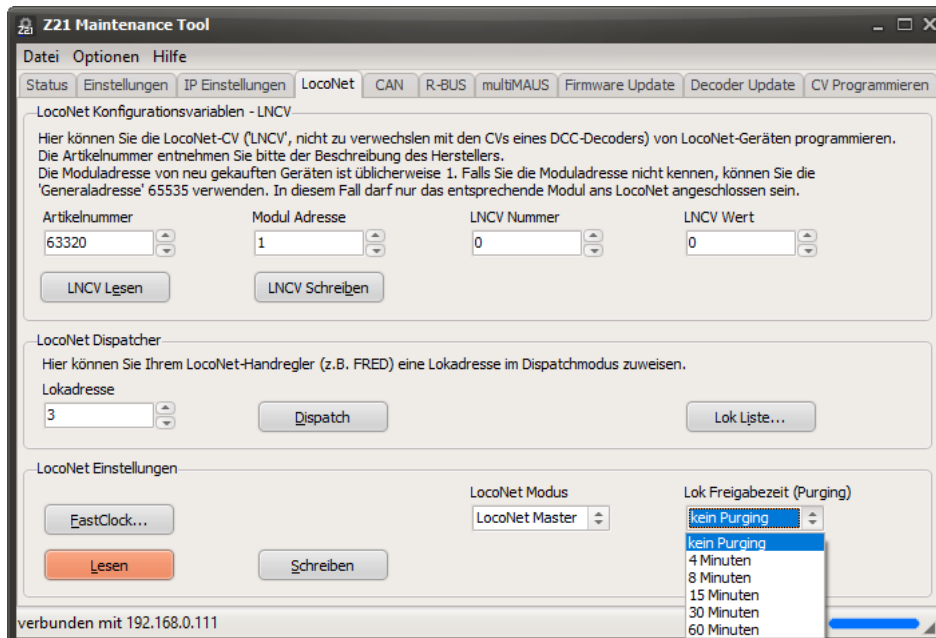 Z21 Maintenance Tool
Datei Optionen Hilfe
Status Einstellungen IP Einstellungen LocoNet CAN R-BUS multiMAUS Firmware Update Decoder Update CV Programmieren
LocoNet Konfigurationsvariablen - LNCV
Hier können Sie die LocoNet-CV ('LNCV', nicht zu verwechslen mit den CVs eines DCC-Decoders) von LocoNet-Geräten programmieren.
Die Artikelnummer entnehmen Sie bitte der Beschreibung des Herstellers.
Die Moduladresse von neu gekauften Geräten ist üblicherweise 1. Falls Sie die Moduladresse nicht kennen, können Sie die
'Generaladresse' 65535 verwenden. In diesem Fall darf nur das entsprechende Modul ans LocoNet angeschlossen sein.
Artikelnummer Modul Adresse LNCV Nummer LNCV Wert
63320 1 0 0
LNCV Lesen LNCV Schreiben
LocoNet Dispatcher
Hier können Sie Ihrem LocoNet-Handregler (z.B. FRED) eine Lokadresse im Dispatchmodus zuweisen.
Lokadresse
3 Dispatch Lok Liste...
LocoNet Einstellungen
LocoNet Modus Lok Freigabezeit (Purging)
FastClock... LocoNet Master kein Purging
kein Purging
Lesen Schreiben 4 Minuten
8 Minuten
15 Minuten
30 Minuten
60 Minuten
verbunden mit 192.168.0.111